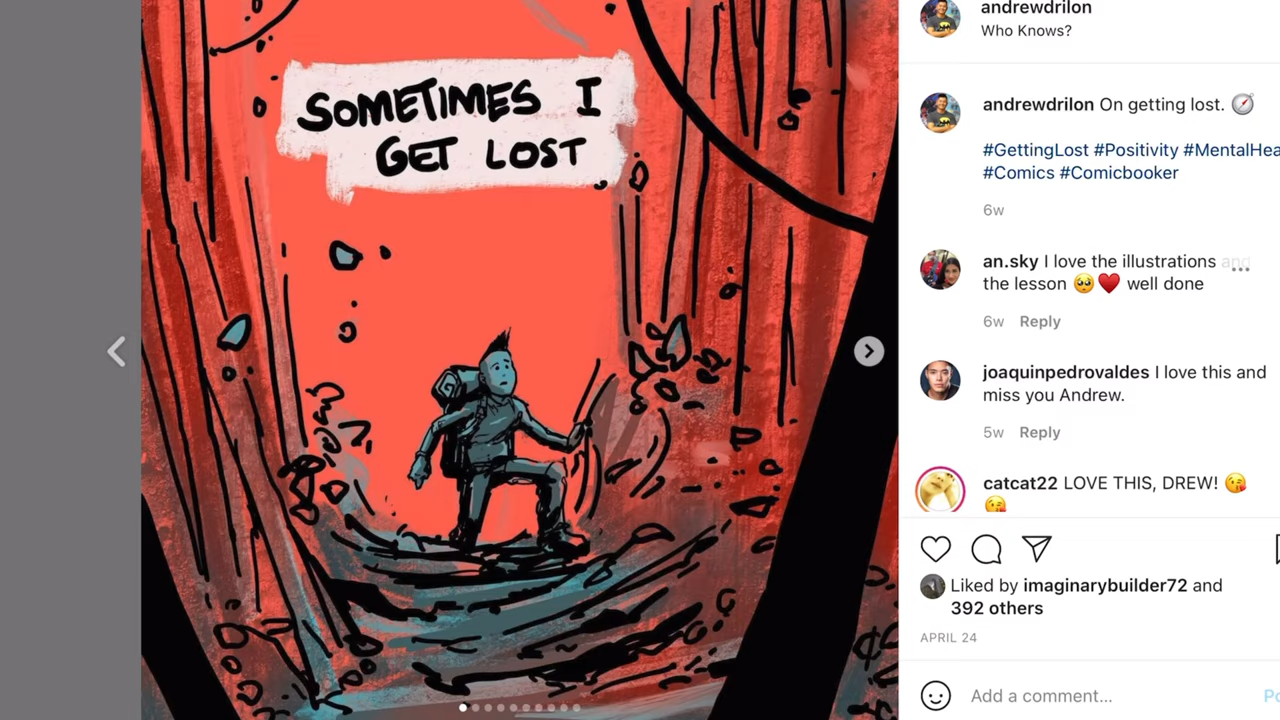 SOMETIMES I
GET LOST
andrewdrilon
Who Knows?
andrewdrilon On getting lost. 🧭
#GettingLost #Positivity #MentalHea
#Comics #Comicbooker
6w
an.sky I love the illustrations and
the lesson 🥺♥️ well done
6w Reply
joaquinpedrovaldes I love this and
miss you Andrew.
5w Reply
catcat22 LOVE THIS, DREW! 😘
😘
Liked by imaginarybuilder72 and
392 others
APRIL 24
Add a comment...
Po